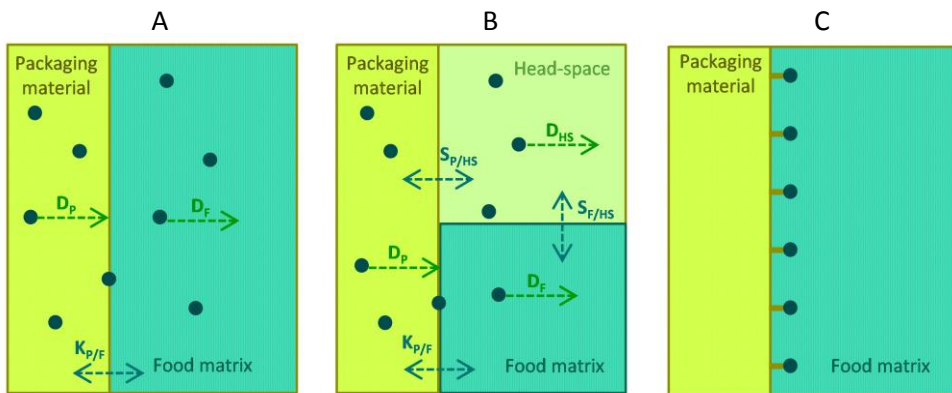 A
Packaging
material
D_P
D_F
K_P/F
Food matrix
B
Packaging
material
Head-space
D_HS
S_P/HS
S_F/HS
D_P
D_F
K_P/F
Food matrix
C
Packaging
material
Food matrix